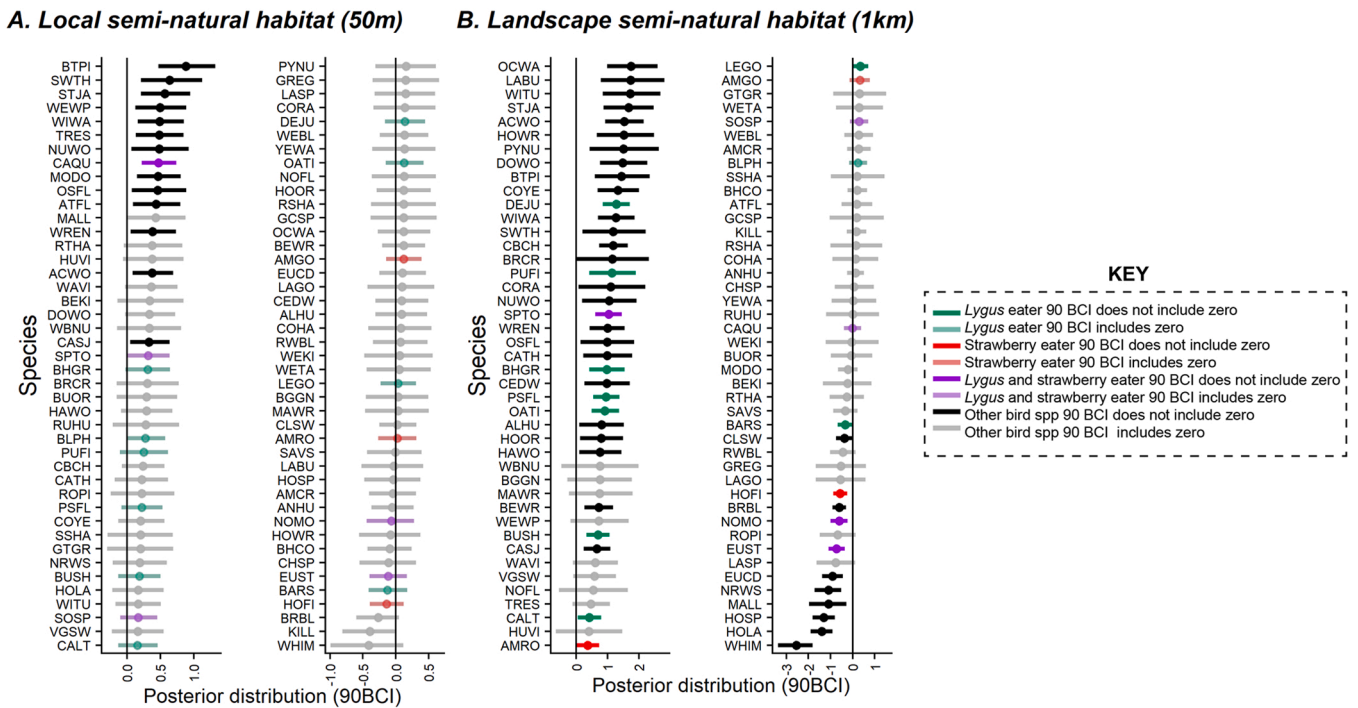 A. Local semi-natural habitat (50m)
B. Landscape semi-natural habitat (1km)
Species
BTPI
SWTH
STJA
WEWP
WIWA
TRES
NUWO
CAQU
MODO
OSFL
ATFL
MALL
WREN
RTHA
HUVI
ACWO
WAVI
BEKI
DOWO
WBNU
CASJ
SPTO
BHGR
BRCR
BUOR
HAWO
RUHU
BLPH
PUFI
CBCH
CATH
ROPI
PSFL
COYE
SSHA
GTGR
NRWS
BUSH
HOLA
WITU
SOSP
VGSW
CALT
0.0
0.5
1.0
PYNU
GREG
LASP
CORA
DEJU
WEBL
YEWA
OATI
NOFL
HOOR
RSHA
GCSP
OCWA
BEWR
AMGO
EUCD
LAGO
CEDW
ALHU
COHA
RWBL
WEKI
WETA
LEGO
BGGN
MAWR
CLSW
AMRO
SAVS
LABU
HOSP
AMCR
ANHU
NOMO
HOWR
BHCO
CHSP
EUST
BARS
HOFI
BRBL
KILL
WHIM
-1.0
-0.5
0.0
0.5
Posterior distribution (90BCI)
Species
OCWA
LABU
WITU
STJA
ACWO
HOWR
PYNU
DOWO
BTPI
COYE
DEJU
WIWA
SWTH
CBCH
BRCR
PUFI
CORA
NUWO
SPTO
WREN
OSFL
CATH
BHGR
CEDW
PSFL
OATI
ALHU
HOOR
HAWO
WBNU
BGGN
MAWR
BEWR
WEWP
BUSH
CASJ
WAVI
VGSW
NOFL
TRES
CALT
HUVI
AMRO
0
1
2
LEGO
AMGO
GTGR
WETA
SOSP
WEBL
AMCR
BLPH
SSHA
BHCO
ATFL
GCSP
KILL
RSHA
COHA
ANHU
CHSP
YEWA
RUHU
CAQU
WEKI
BUOR
MODO
BEKI
RTHA
SAVS
BARS
CLSW
RWBL
GREG
LAGO
HOFI
BRBL
NOMO
ROPI
EUST
LASP
EUCD
NRWS
MALL
HOSP
HOLA
WHIM
-3
-2
-1
0
1
Posterior distribution (90BCI)
KEY
Lygus eater 90 BCI does not include zero
Lygus eater 90 BCI includes zero
Strawberry eater 90 BCI does not include zero
Strawberry eater 90 BCI includes zero
Lygus and strawberry eater 90 BCI does not include zero
Lygus and strawberry eater 90 BCI includes zero
Other bird spp 90 BCI does not include zero
Other bird spp 90 BCI includes zero